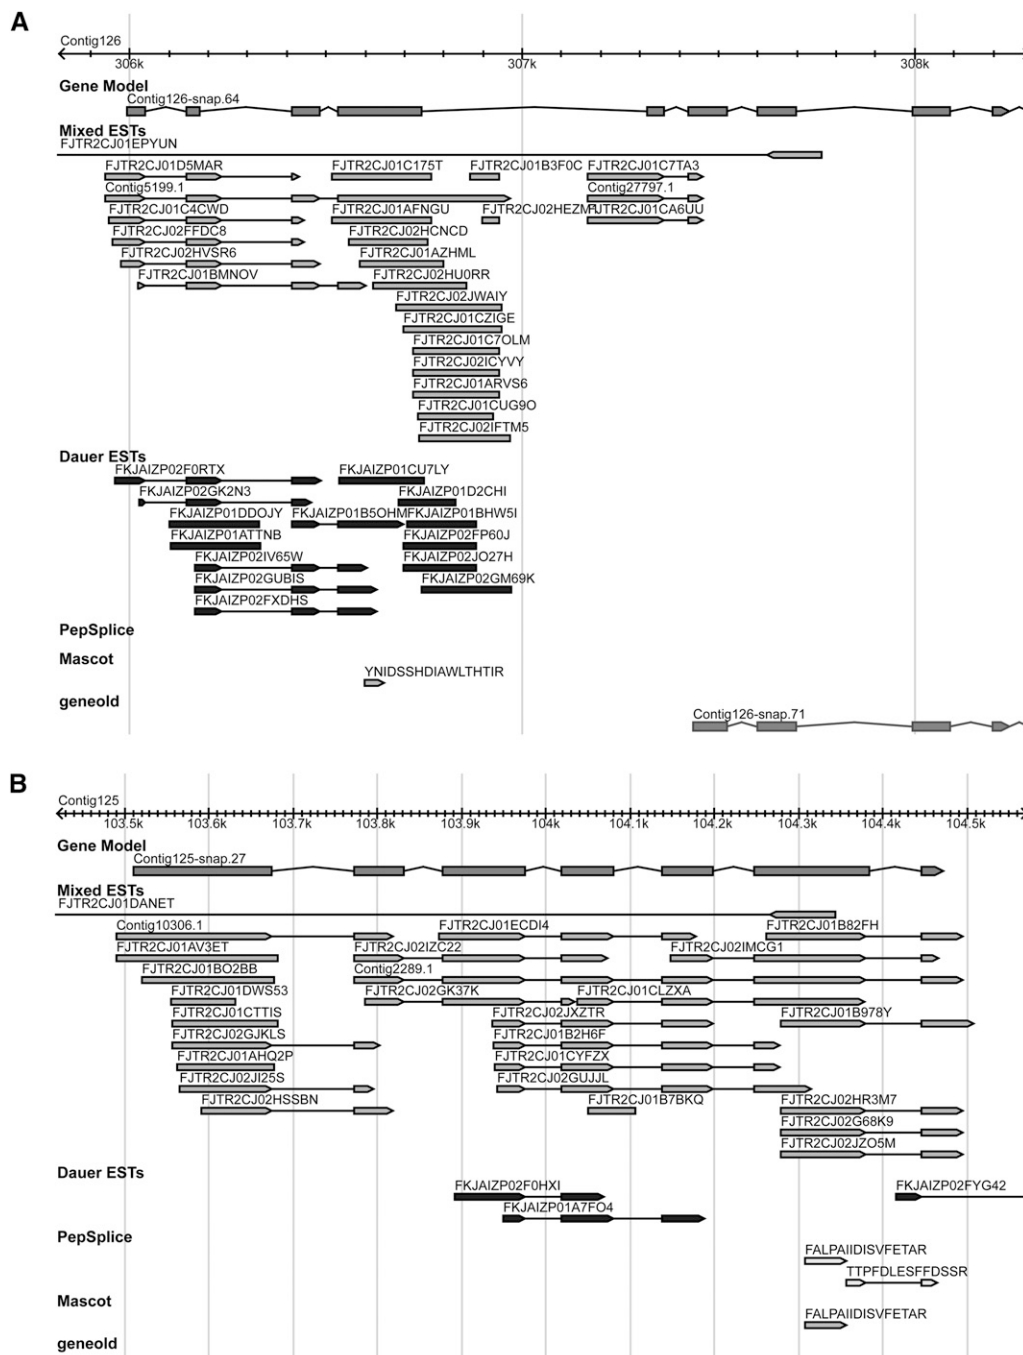 A
Contig126
306k 307k 308k
Gene Model
Contig126-snap.64
Mixed ESTs
FJTR2CJ01EPYUN
FJTR2CJ01D5MAR FJTR2CJ01C175T FJTR2CJ01B3F0C FJTR2CJ01C7TA3
Contig5199.1 Contig27797.1
FJTR2CJ01C4CWD FJTR2CJ01AFNGU FJTR2CJ01CA6UU
FJTR2CJ02FFDC8 FJTR2CJ02HCNCD
FJTR2CJ02HVSR6 FJTR2CJ01AZHML
FJTR2CJ01BMNOV FJTR2CJ02HU0RR
FJTR2CJ02JWAIY
FJTR2CJ01CZIGE
FJTR2CJ01C7OLM
FJTR2CJ02ICYVY
FJTR2CJ01ARVS6
FJTR2CJ01CUG9O
FJTR2CJ02IFTM5
Dauer ESTs
FKJAIZP02F0RTX FKJAIZP01CU7LY
FKJAIZP02GK2N3 FKJAIZP01D2CHI
FKJAIZP01DDOJY FKJAIZP01B5OHM FKJAIZP01BHW5I
FKJAIZP01ATTNB FKJAIZP02FP60J
FKJAIZP02IV65W FKJAIZP02JO27H
FKJAIZP02GUBIS FKJAIZP02GM69K
FKJAIZP02FXDHS
PepSplice
Mascot
YNIDSSHDIAWLTHTIR
geneold
Contig126-snap.71
B
Contig125
103.5k 103.6k 103.7k 103.8k 103.9k 104k 104.1k 104.2k 104.3k 104.4k 104.5k
Gene Model
Contig125-snap.27
Mixed ESTs
FJTR2CJ01DANET
Contig10306.1 FJTR2CJ01ECDI4 FJTR2CJ01B82FH
FJTR2CJ01AV3ET FJTR2CJ02IZC22 FJTR2CJ02IMCG1
FJTR2CJ01BO2BB Contig2289.1
FJTR2CJ01DWS53 FJTR2CJ02GK37K FJTR2CJ01CLZXA
FJTR2CJ01CTTIS FJTR2CJ02JXZTR FJTR2CJ01B978Y
FJTR2CJ02GJKLS FJTR2CJ01B2H6F
FJTR2CJ01AHQ2P FJTR2CJ01CYFZX
FJTR2CJ02JI25S FJTR2CJ02GUJJL
FJTR2CJ02HSSBN FJTR2CJ01B7BKQ FJTR2CJ02HR3M7
FJTR2CJ02G68K9
FJTR2CJ02JZO5M
Dauer ESTs
FKJAIZP02F0HXI FKJAIZP02FYG42
FKJAIZP01A7FO4
PepSplice
FALPAIIDISVFETAR
TTPFDLESFFDSSR
Mascot
FALPAIIDISVFETAR
geneold